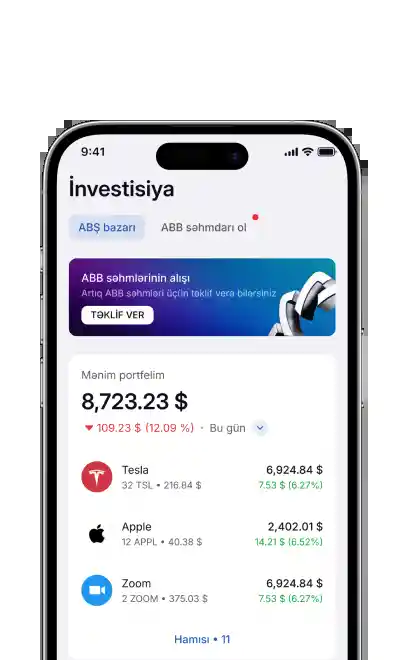 9:41
İnvestisiya
ABŞ bazarı ABB səhmdarı ol
ABB səhmlərinin alışı
Artıq ABB səhmləri üçün təklif verə bilərsiniz
TƏKLİF VER
Mənim portfelim
8,723.23 $
109.23 $ (12.09 %) · Bu gün
Tesla 6,924.84 $
32 TSL • 216.84 $ 7.53 $ (6.27%)
Apple 2,402.01 $
12 APPL • 40.38 $ 14.21 $ (6.52%)
Zoom 6,924.84 $
2 ZOOM • 375.03 $ 7.53 $ (6.27%)
Hamısı • 11